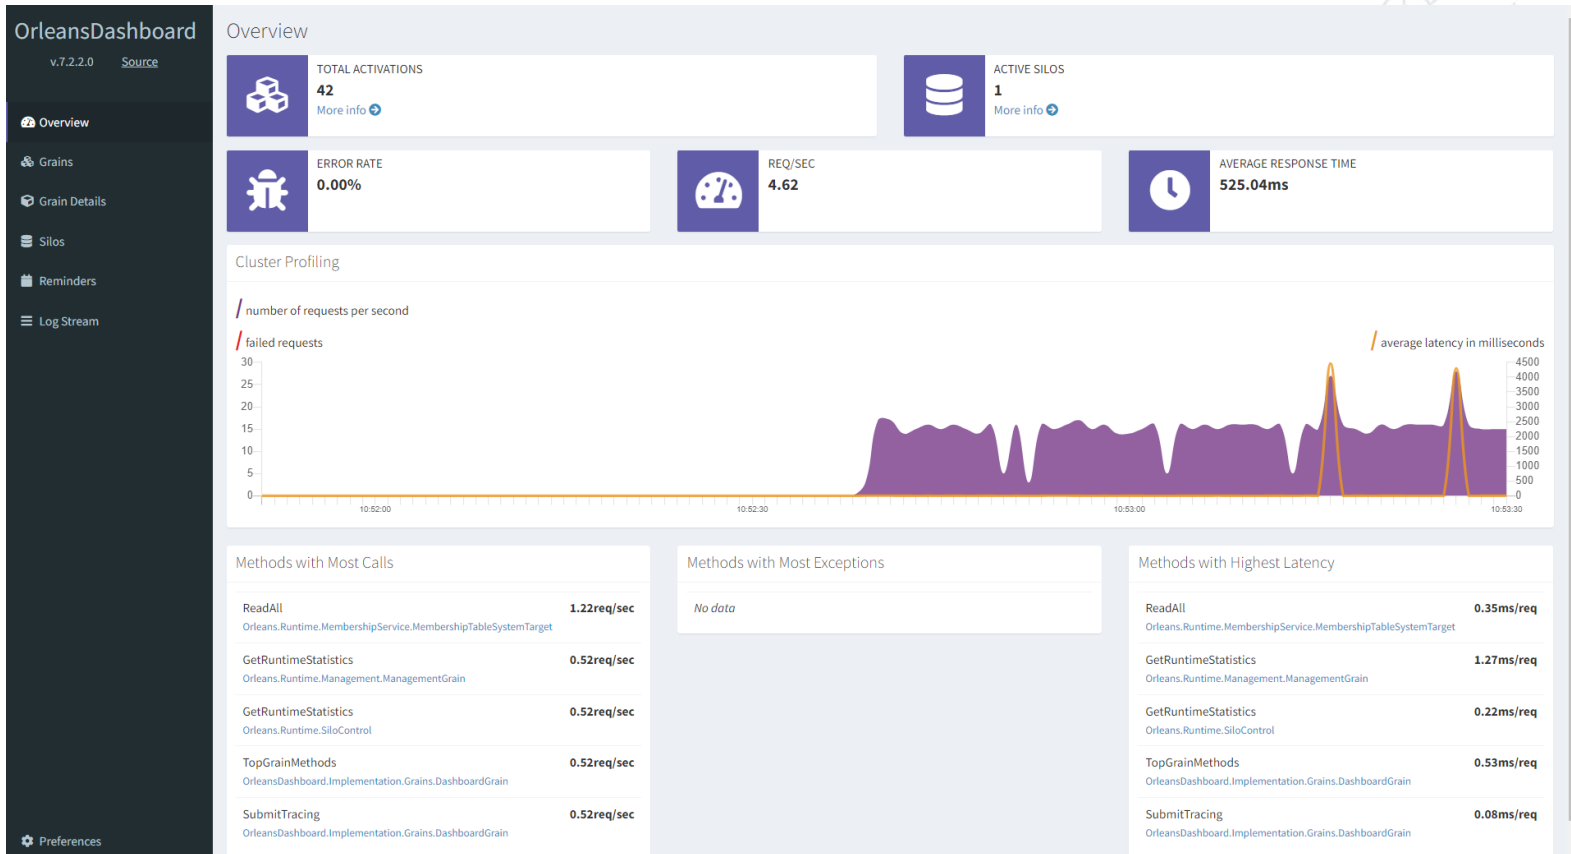 OrleansDashboard
v.7.2.2.0 Source
Overview
Grains
Grain Details
Silos
Reminders
Log Stream
Preferences
Overview
TOTAL ACTIVATIONS
42
More info
ACTIVE SILOS
1
More info
ERROR RATE
0.00%
REQ/SEC
4.62
AVERAGE RESPONSE TIME
525.04ms
Cluster Profiling
number of requests per second
failed requests
average latency in milliseconds
30
25
20
15
10
5
0
4500
4000
3500
3000
2500
2000
1500
1000
500
0
10:52:00
10:52:30
10:53:00
10:53:30
Methods with Most Calls
ReadAll 1.22req/sec
Orleans.Runtime.MembershipService.MembershipTableSystemTarget
GetRuntimeStatistics 0.52req/sec
Orleans.Runtime.Management.ManagementGrain
GetRuntimeStatistics 0.52req/sec
Orleans.Runtime.SiloControl
TopGrainMethods 0.52req/sec
OrleansDashboard.Implementation.Grains.DashboardGrain
SubmitTracing 0.52req/sec
OrleansDashboard.Implementation.Grains.DashboardGrain
Methods with Most Exceptions
No data
Methods with Highest Latency
ReadAll 0.35ms/req
Orleans.Runtime.MembershipService.MembershipTableSystemTarget
GetRuntimeStatistics 1.27ms/req
Orleans.Runtime.Management.ManagementGrain
GetRuntimeStatistics 0.22ms/req
Orleans.Runtime.SiloControl
TopGrainMethods 0.53ms/req
OrleansDashboard.Implementation.Grains.DashboardGrain
SubmitTracing 0.08ms/req
OrleansDashboard.Implementation.Grains.DashboardGrain